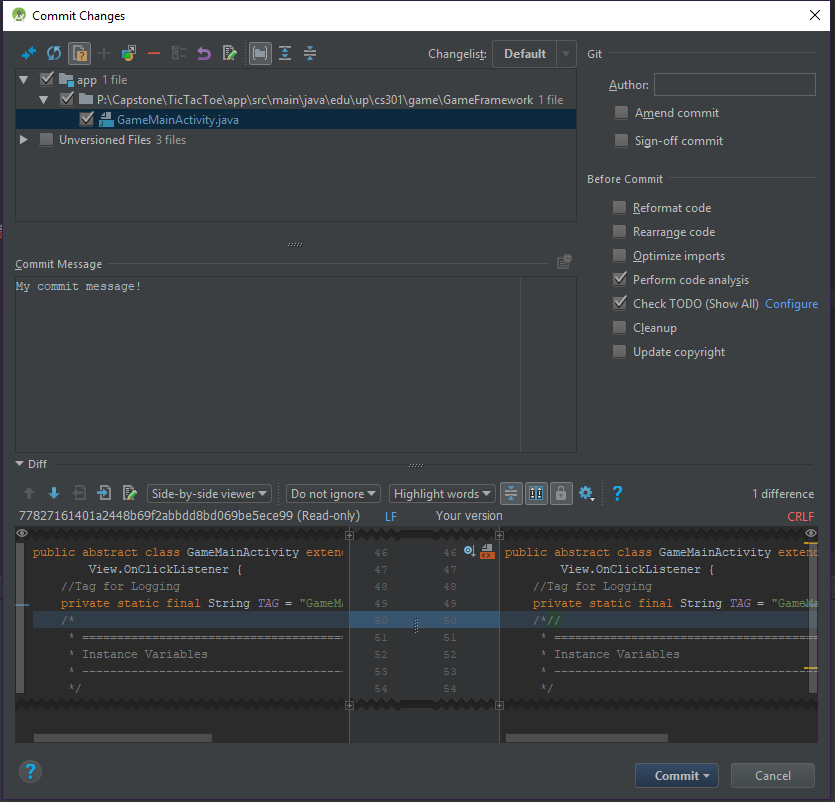 Commit Changes
Changelist: Default
Git
app 1 file
P:\Capstone\TicTacToe\app\src\main\java\edu\up\cs301\game\GameFramework 1 file
GameMainActivity.java
Unversioned Files 3 files
Author:
Amend commit
Sign-off commit
Before Commit
Reformat code
Rearrange code
Optimize imports
Perform code analysis
Check TODO (Show All) Configure
Cleanup
Update copyright
Commit Message
My commit message!
Diff
Side-by-side viewer
Do not ignore
Highlight words
?
1 difference
77827161401a2448b69f2abbdd8bd069be5ece99 (Read-only) LF
Your version CRLF
public abstract class GameMainActivity exten 46 46 public abstract class GameMainActivity exten
View.OnClickListener { 47 47 View.OnClickListener {
//Tag for Logging 48 48 //Tag for Logging
private static final String TAG = "GameMa 49 49 private static final String TAG = "GameMa
/* 50 50 /*//
* ======================================= 51 51 * =======================================
* Instance Variables 52 52 * Instance Variables
* --------------------------------------- 53 53 * ---------------------------------------
*/ 54 54 */
?
Commit
Cancel